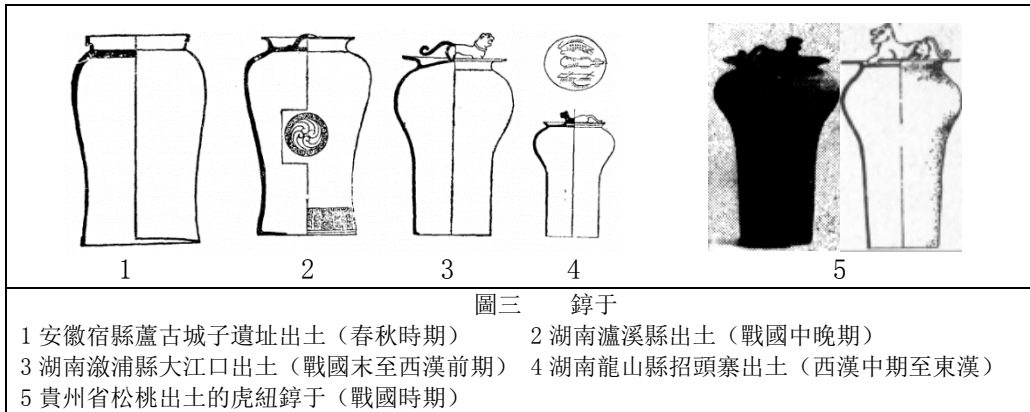 1 2 3 4 5
圖三 錞于
1 安徽宿縣蘆古城子遺址出土（春秋時期） 2 湖南瀘溪縣出土（戰國中晚期）
3 湖南漵浦縣大江口出土（戰國末至西漢前期） 4 湖南龍山縣招頭寨出土（西漢中期至東漢）
5 貴州省松桃出土的虎紐錞于（戰國時期）